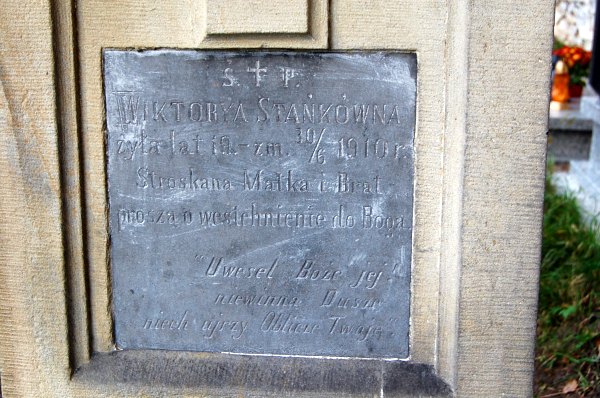 Ś. † P.
WIKTORYA STAŃKÓWNA
żyła lat 19.-zm. 30/6 1910 r.
Stroskana Matka i Brat
proszą o westchnienie do Boga
"Uwesel Boże jej
niewinną Duszę
niech ujrzy Oblicze Twoje".